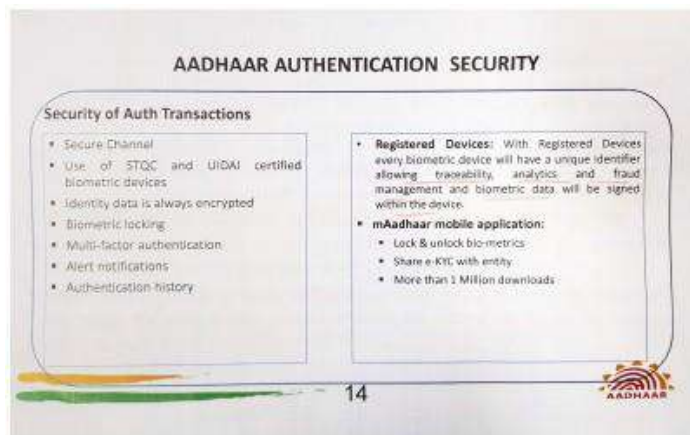 AADHAAR AUTHENTICATION SECURITY
Security of Auth Transactions
▪ Secure Channel
▪ Use of STQC and UIDAI certified
biometric devices
▪ Identity data is always encrypted
▪ Biometric locking
▪ Multi-factor authentication
▪ Alert notifications
▪ Authentication history
▪ Registered Devices: With Registered Devices
every biometric device will have a unique identifier
allowing traceability, analytics and fraud
management and biometric data will be signed
within the device.
▪ mAadhaar mobile application:
▪ Lock & unlock bio-metrics
▪ Share e-KYC with entity
▪ More than 1 Million downloads
14
AADHAAR